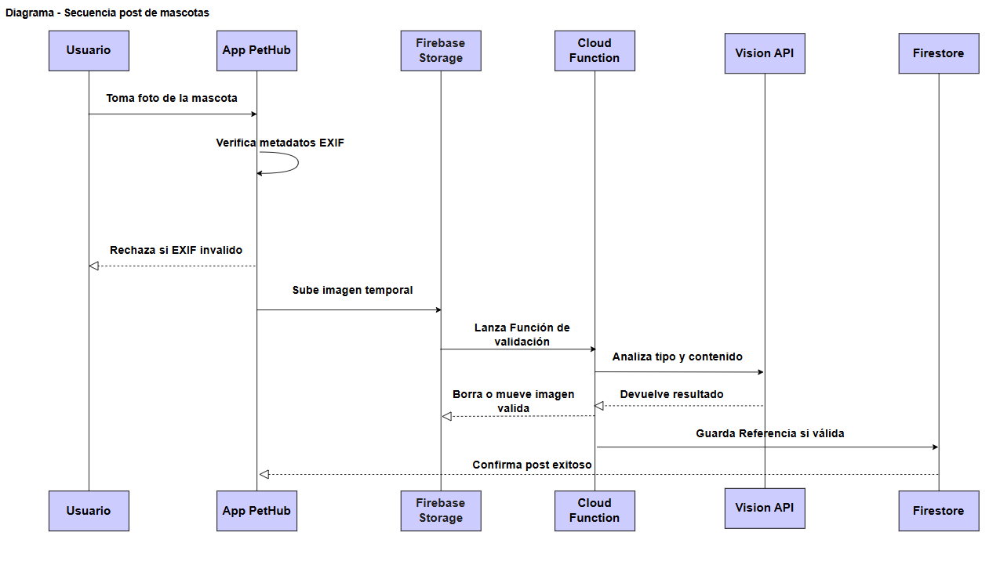 Diagrama - Secuencia post de mascotas
Usuario
App PetHub
Firebase
Storage
Cloud
Function
Vision API
Firestore
Toma foto de la mascota
Verifica metadatos EXIF
Rechaza si EXIF invalido
Sube imagen temporal
Lanza Función de
validación
Analiza tipo y contenido
Borra o mueve imagen
valida
Devuelve resultado
Guarda Referencia si válida
Confirma post exitoso
Usuario
App PetHub
Firebase
Storage
Cloud
Function
Vision API
Firestore